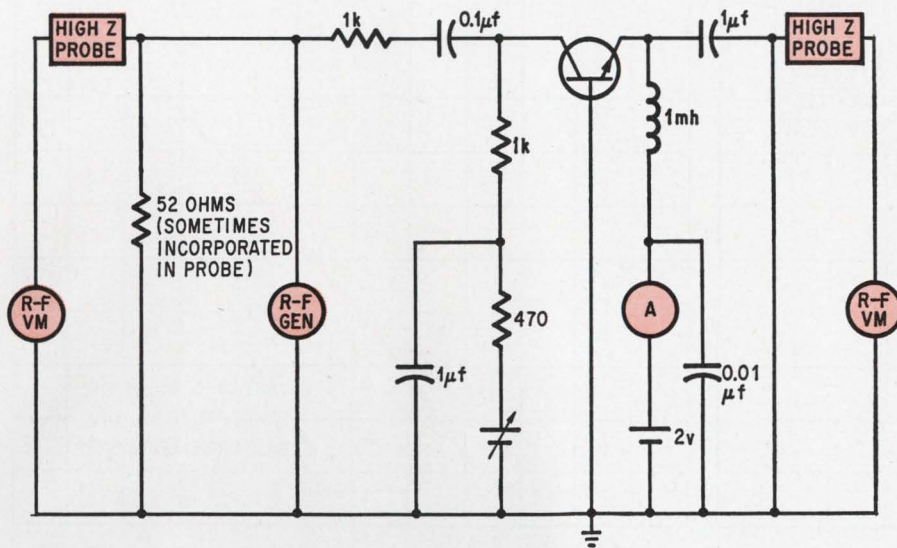 HIGH Z
PROBE
1k
0.1μf
1μf
HIGH Z
PROBE
1mh
1k
52 OHMS
(SOMETIMES
INCORPORATED
IN PROBE)
R-F
VM
R-F
GEN
470
A
R-F
VM
1μf
0.01
μf
2v